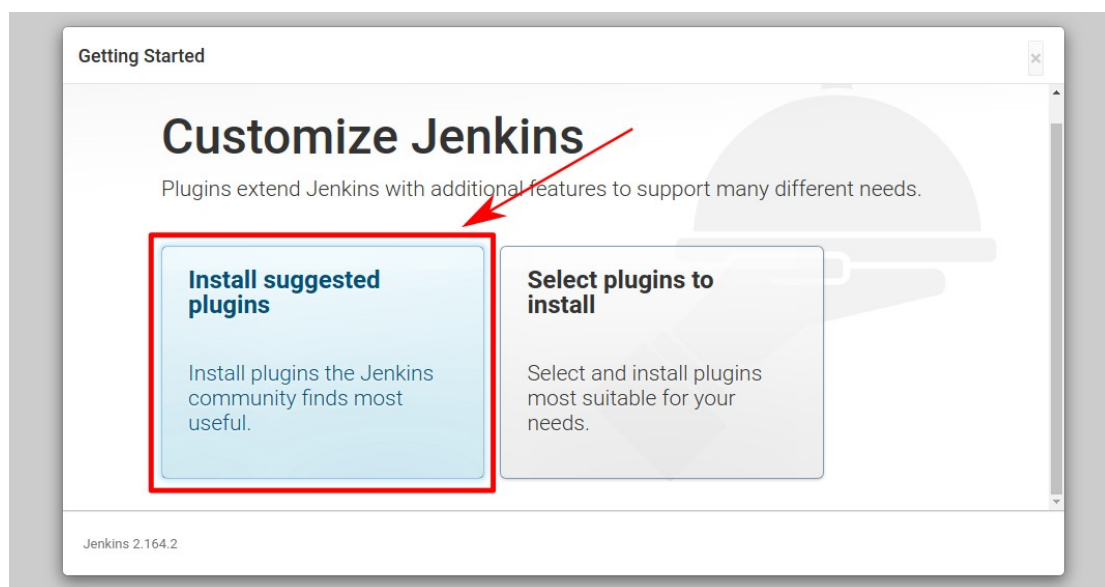 Getting Started
×
Customize Jenkins
Plugins extend Jenkins with additional features to support many different needs.
Install suggested
plugins
Install plugins the Jenkins
community finds most
useful.
Select plugins to
install
Select and install plugins
most suitable for your
needs.
Jenkins 2.164.2